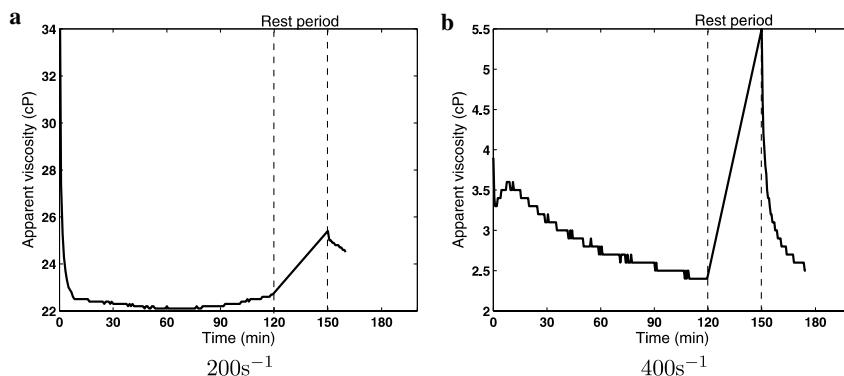 a
Rest period
34
32
30
28
26
24
22
Apparent viscosity (cP)
0 30 60 90 120 150 180
Time (min)
200s⁻¹
b
Rest period
5.5
5
4.5
4
3.5
3
2.5
2
Apparent viscosity (cP)
0 30 60 90 120 150 180
Time (min)
400s⁻¹